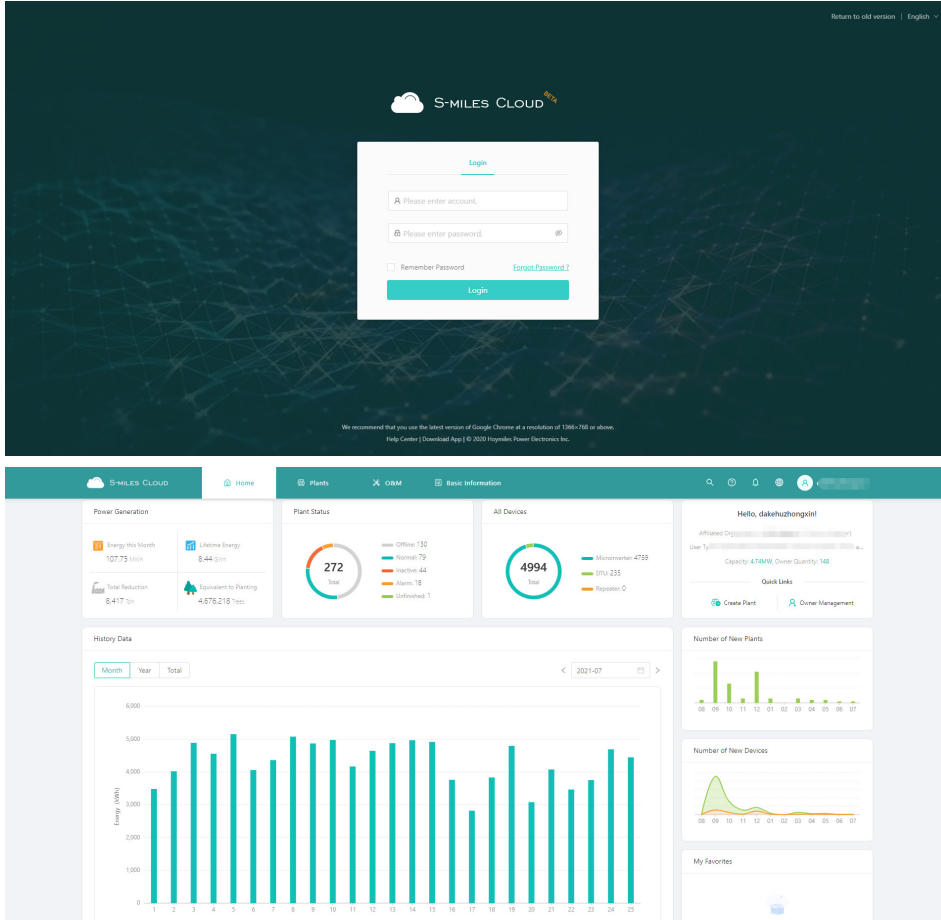 Return to old version | English
S-MILES CLOUD BETA
Login
Please enter account.
Please enter password.
Remember Password Forgot Password ?
Login
We recommend that you use the latest version of Google Chrome at a resolution of 1366×768 or above.
Help Center | Download App | © 2020 Hoymiles Power Electronics Inc.
S-MILES CLOUD Home Plants O&M Basic Information
Power Generation
Energy this Month
107.75 MWh
Lifetime Energy
8.44 GWh
Total Reduction
8,417 Ton
Equivalent to Planting
4,676,218 Trees
Plant Status
272
Total
Offline: 130
Normal: 79
Inactive: 44
Alarm: 18
Unfinished: 1
All Devices
4994
Total
Microinverter: 4759
DTU: 235
Repeater: 0
Hello, dakehuzhongxin!
Affiliated
User
Capacity: 4.74MW, Owner Quantity: 148
Quick Links
Create Plant Owner Management
History Data
Month Year Total
< 2021-07 >
Energy (kWh)
6,000
5,000
4,000
3,000
2,000
1,000
0
1 2 3 4 5 6 7 8 9 10 11 12 13 14 15 16 17 18 19 20 21 22 23 24 25
Number of New Plants
08 09 10 11 12 01 02 03 04 05 06 07
Number of New Devices
08 09 10 11 12 01 02 03 04 05 06 07
My Favorites